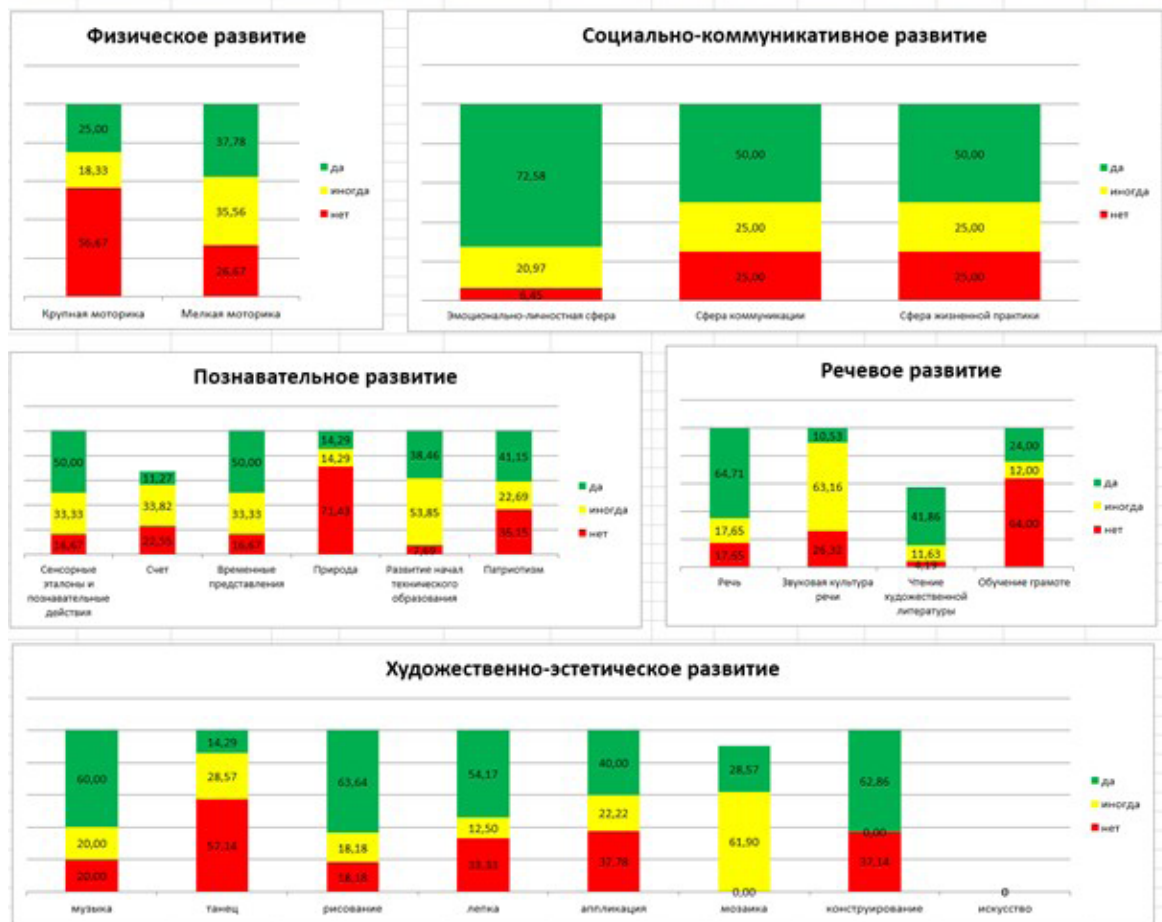 Физическое развитие
25,00
37,78
18,33
35,56
56,67
26,67
да
иногда
нет
Крупная моторика
Мелкая моторика
Социально-коммуникативное развитие
72,58
50,00
50,00
20,97
25,00
25,00
6,45
25,00
25,00
да
иногда
нет
Эмоционально-личностная сфера
Сфера коммуникации
Сфера жизненной практики
Познавательное развитие
50,00
11,27
50,00
14,29
38,46
41,15
33,33
33,82
33,33
14,29
53,85
22,69
16,67
22,55
16,67
71,43
7,69
36,15
да
иногда
нет
Сенсорные эталоны и познавательные действия
Счет
Временные представления
Природа
Развитие начал технического образования
Патриотизм
Речевое развитие
64,71
10,53
41,86
24,00
17,65
63,16
11,63
12,00
17,65
26,32
64,00
да
иногда
нет
Речь
Звуковая культура речи
Чтение художественной литературы
Обучение грамоте
Художественно-эстетическое развитие
60,00
14,29
63,64
54,17
40,00
28,57
62,86
20,00
28,57
18,18
12,50
22,22
61,90
0,00
20,00
57,14
18,18
33,33
37,78
0,00
37,14
0
да
иногда
нет
музыка
танец
рисование
лепка
аппликация
мозаика
конструирование
искусство